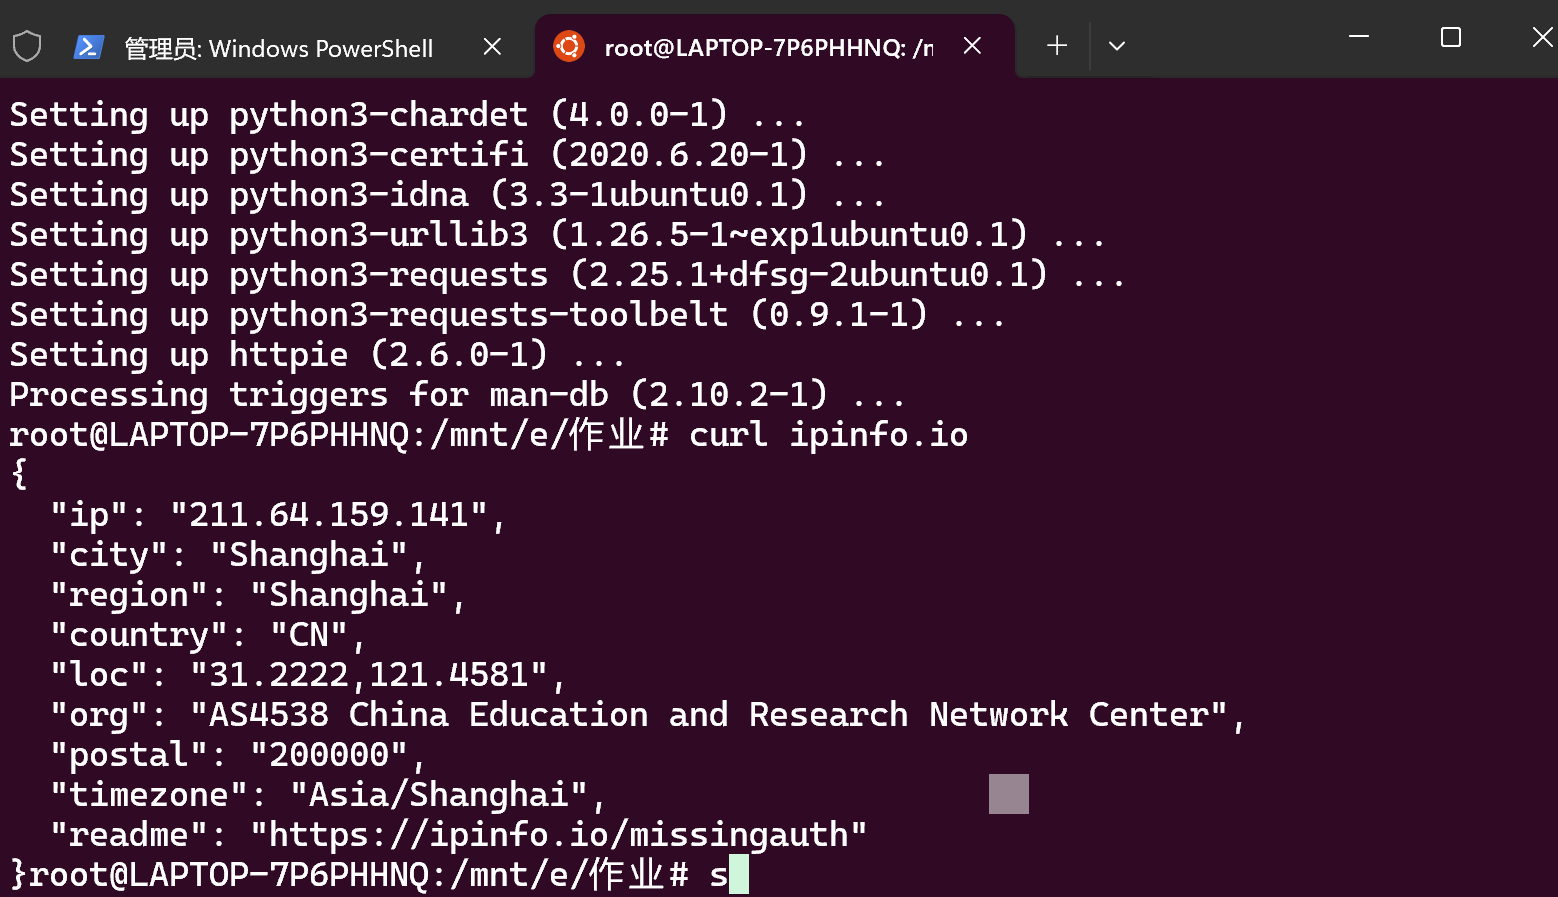 管理员: Windows PowerShell
root@LAPTOP-7P6PHHNQ: /n
Setting up python3-chardet (4.0.0-1) ...
Setting up python3-certifi (2020.6.20-1) ...
Setting up python3-idna (3.3-1ubuntu0.1) ...
Setting up python3-urllib3 (1.26.5-1~exp1ubuntu0.1) ...
Setting up python3-requests (2.25.1+dfsg-2ubuntu0.1) ...
Setting up python3-requests-toolbelt (0.9.1-1) ...
Setting up httpie (2.6.0-1) ...
Processing triggers for man-db (2.10.2-1) ...
root@LAPTOP-7P6PHHNQ:/mnt/e/作业# curl ipinfo.io
{
  "ip": "211.64.159.141",
  "city": "Shanghai",
  "region": "Shanghai",
  "country": "CN",
  "loc": "31.2222,121.4581",
  "org": "AS4538 China Education and Research Network Center",
  "postal": "200000",
  "timezone": "Asia/Shanghai",
  "readme": "https://ipinfo.io/missingauth"
}root@LAPTOP-7P6PHHNQ:/mnt/e/作业# s